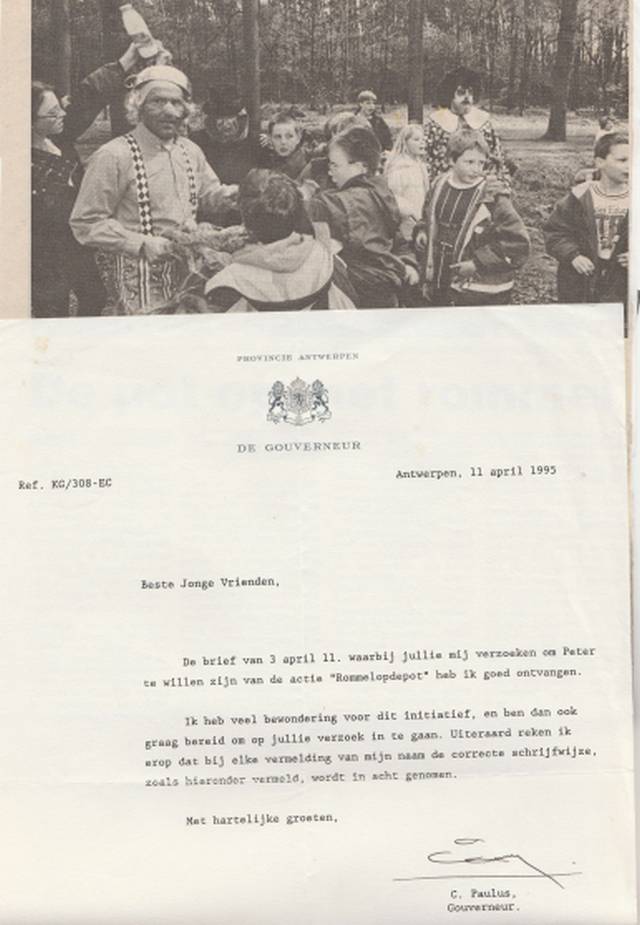 PROVINCIE ANTWERPEN
DE GOUVERNEUR
Ref. KG/308-EC
Antwerpen, 11 april 1995
Beste Jonge Vrienden,
De brief van 3 april 11. waarbij jullie mij verzoeken om Peter
te willen zijn van de actie "Rommelopdepot" heb ik goed ontvangen.
Ik heb veel bewondering voor dit initiatief, en ben dan ook
graag bereid om op jullie verzoek in te gaan. Uiteraard reken ik
erop dat bij elke vermelding van mijn naam de correcte schrijfwijze,
zoals hieronder vermeld, wordt in acht genomen.
Met hartelijke groeten,
C. Paulus,
Gouverneur.